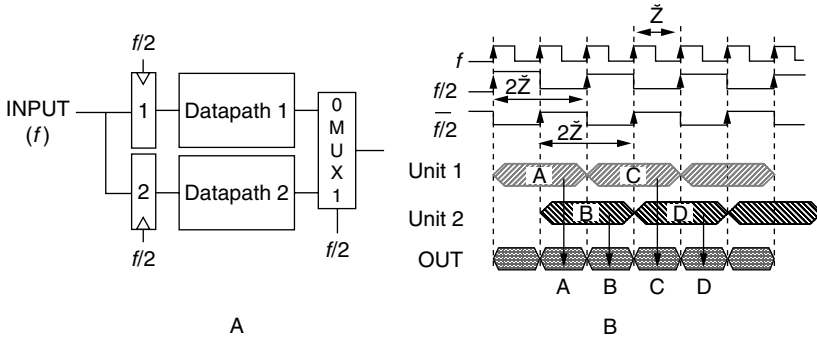 f/2
INPUT
(f)
1
Datapath 1
2
Datapath 2
0
M
U
X
1
f/2
f/2
A
Ž
f
f/2
2Ž
f/2
2Ž
Unit 1
A
C
Unit 2
B
D
OUT
A B C D
B